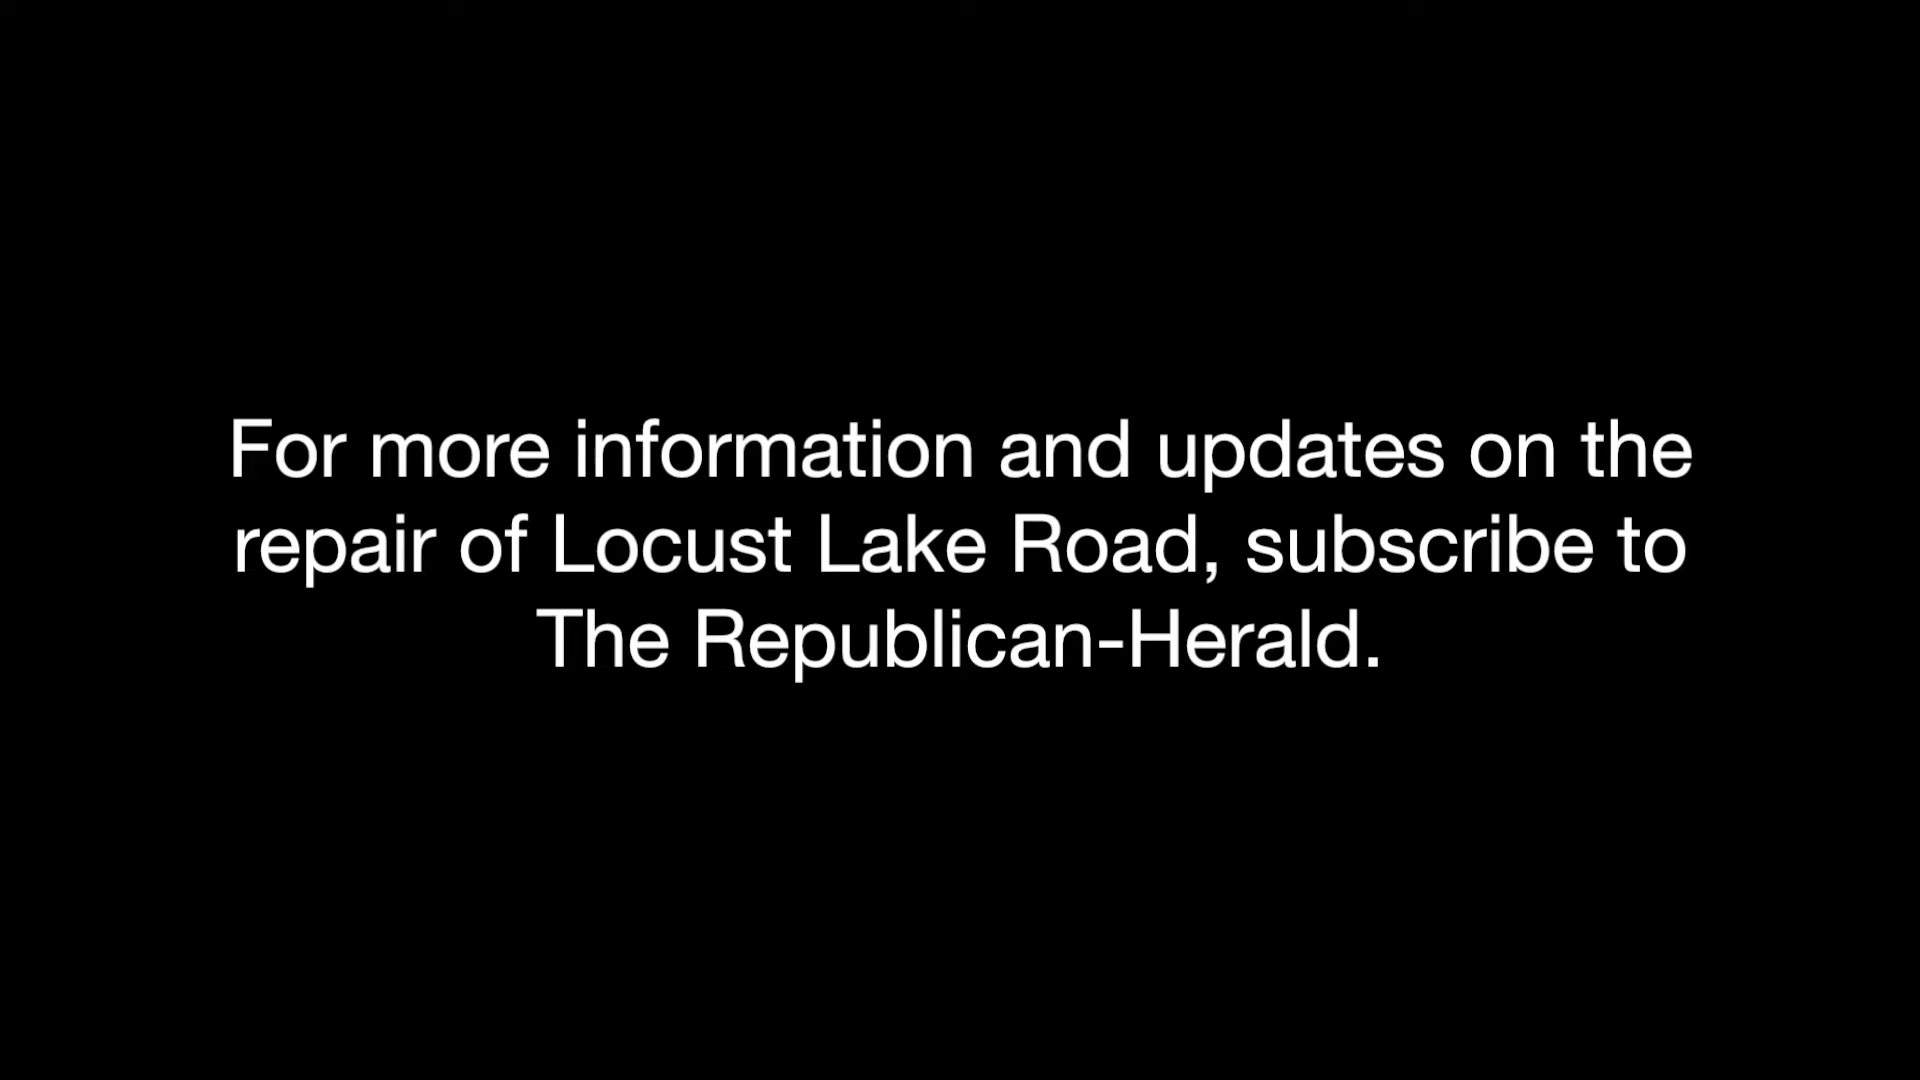 For more information and updates on the
repair of Locust Lake Road, subscribe to
The Republican-Herald.